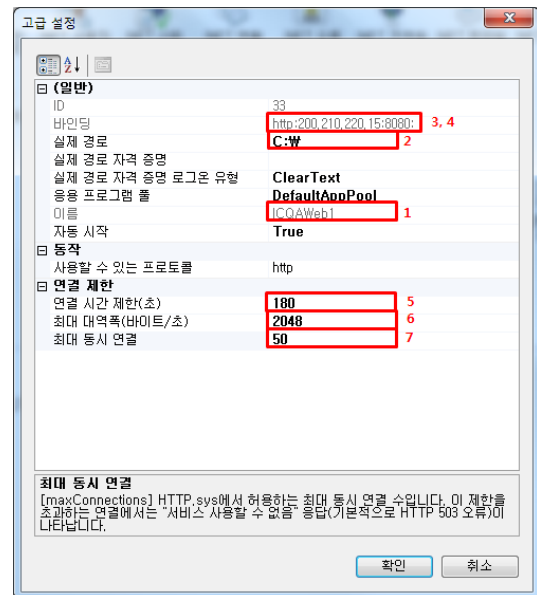 고급 설정
(일반)
ID 33
바인딩 http:200.210.220.15:8080: 3, 4
실제 경로 C:₩ 2
실제 경로 자격 증명
실제 경로 자격 증명 로그온 유형 ClearText
응용 프로그램 풀 DefaultAppPool
이름 ICQAWeb1 1
자동 시작 True
동작
사용할 수 있는 프로토콜 http
연결 제한
연결 시간 제한(초) 180 5
최대 대역폭(바이트/초) 2048 6
최대 동시 연결 50 7
최대 동시 연결
[maxConnections] HTTP.sys에서 허용하는 최대 동시 연결 수입니다. 이 제한을
초과하는 연결에서는 "서비스 사용할 수 없음" 응답(기본적으로 HTTP 503 오류)이
나타납니다.
확인 취소